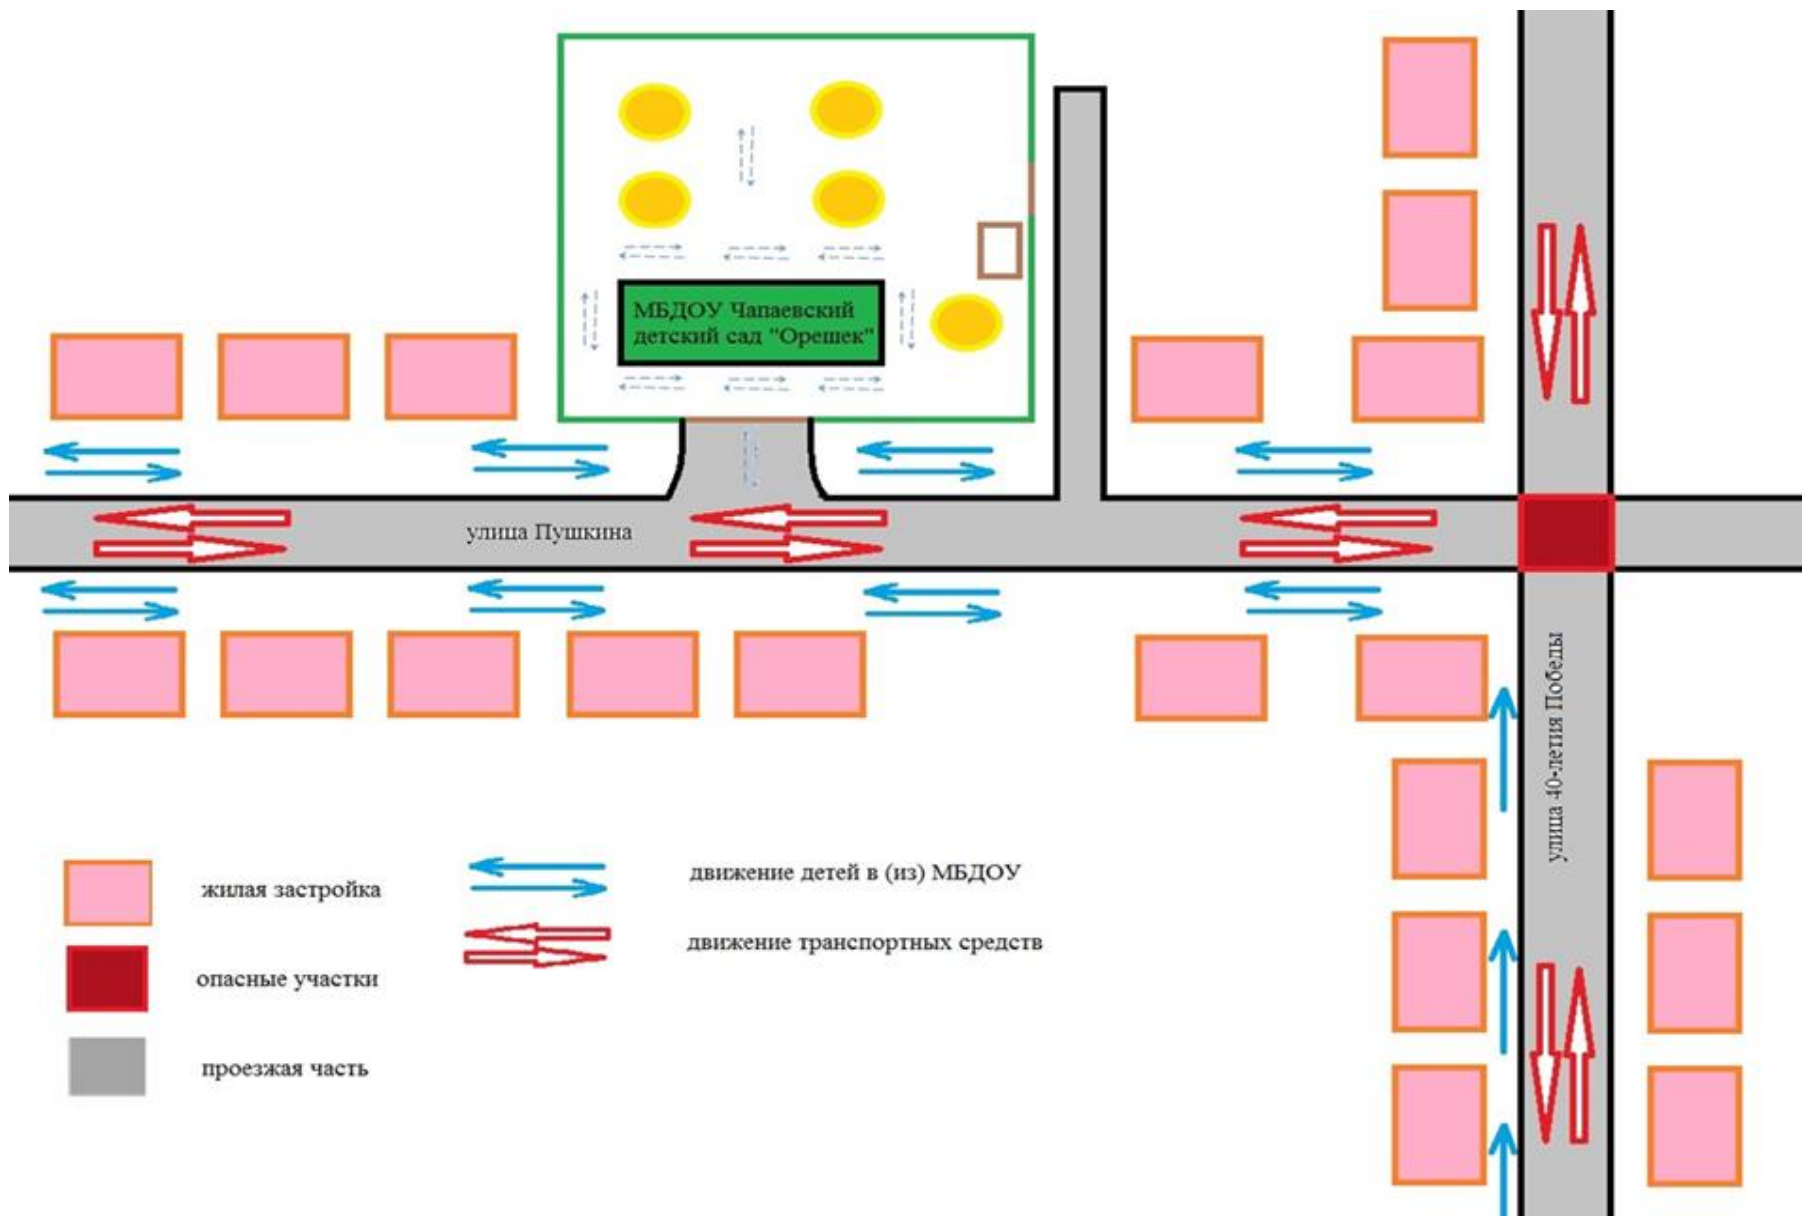 МБДОУ Чапаевский
детский сад "Орешек"
улица Пушкина
улица 40-летия Победы
жилая застройка
движение детей в (из) МБДОУ
движение транспортных средств
опасные участки
проезжая часть